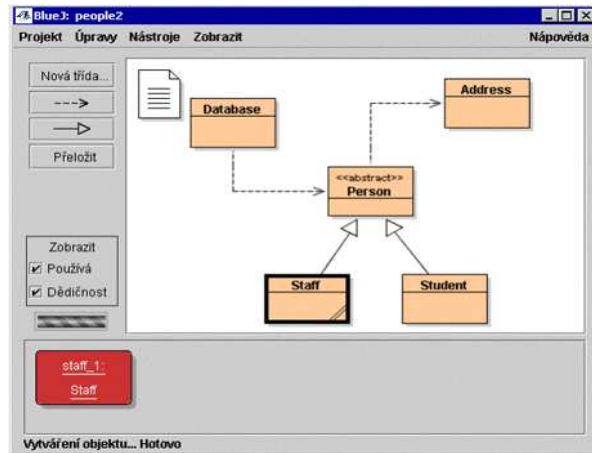 BlueJ: people2
Projekt Úpravy Nástroje Zobrazit Nápověda
Nová třída...
Přeložit
Zobrazit
Používá
Dědičnost
Database
Address
<<abstract>>
Person
Staff
Student
staff_1:
Staff
Vytváření objektu... Hotovo